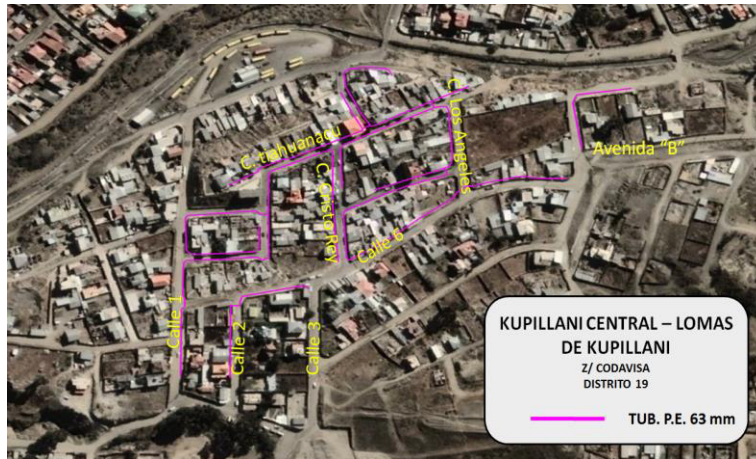 C. tiahuanacu
C. Los Angeles
Avenida "B"
C. Cristo Rey
Calle 6
Calle 1
Calle 2
Calle 3
KUPILLANI CENTRAL – LOMAS
DE KUPILLANI
Z/ CODAVISA
DISTRITO 19
TUB. P.E. 63 mm